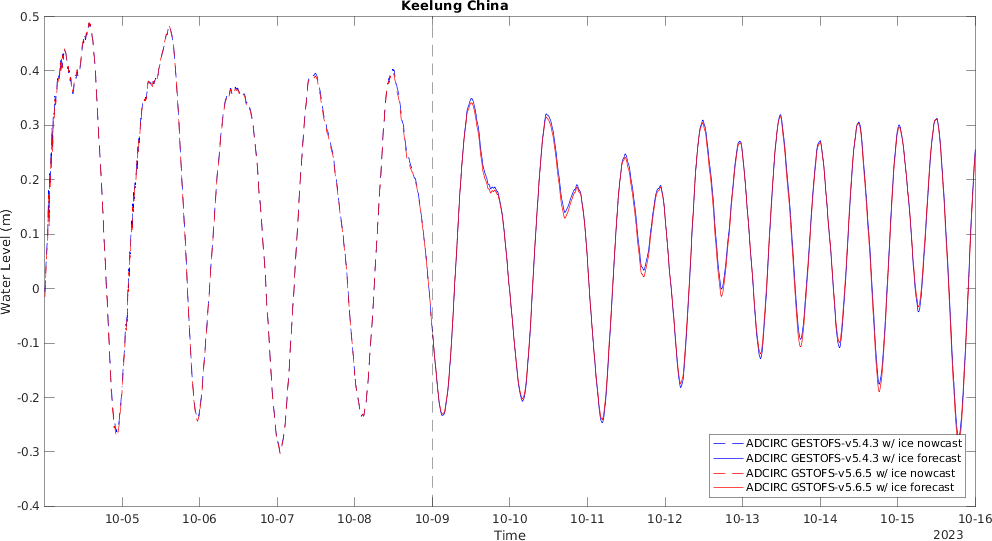 Keelung China
0.5
0.4
0.3
0.2
0.1
0
-0.1
-0.2
-0.3
-0.4
Water Level (m)
ADCIRC GESTOFS-v5.4.3 w/ ice nowcast
ADCIRC GESTOFS-v5.4.3 w/ ice forecast
ADCIRC GSTOFS-v5.6.5 w/ ice nowcast
ADCIRC GSTOFS-v5.6.5 w/ ice forecast
10-05 10-06 10-07 10-08 10-09 10-10 10-11 10-12 10-13 10-14 10-15 10-16
Time
2023